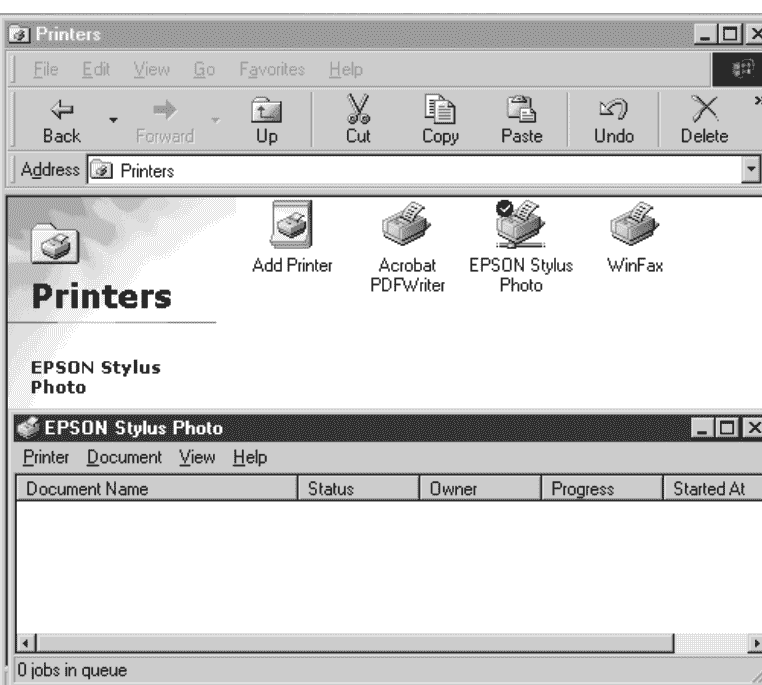 Printers
File Edit View Go Favorites Help
Back Forward Up Cut Copy Paste Undo Delete
Address Printers
Add Printer
Acrobat
PDFWriter
EPSON Stylus
Photo
WinFax
Printers
EPSON Stylus
Photo
EPSON Stylus Photo
Printer Document View Help
Document Name Status Owner Progress Started At
0 jobs in queue